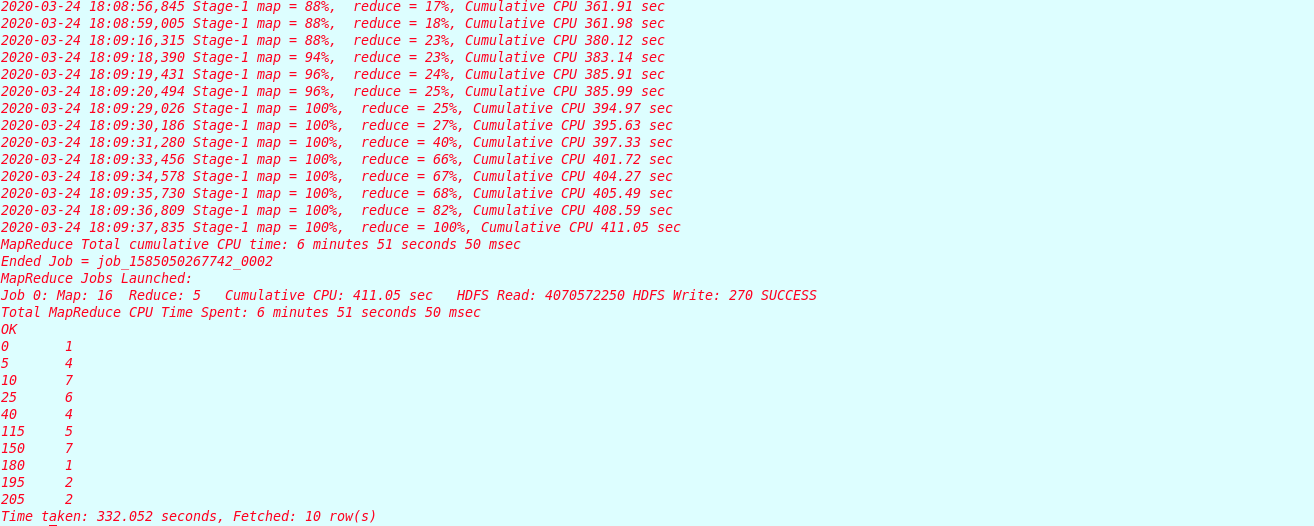 2020-03-24 18:08:56,845 Stage-1 map = 88%,  reduce = 17%, Cumulative CPU 361.91 sec
2020-03-24 18:08:59,005 Stage-1 map = 88%,  reduce = 18%, Cumulative CPU 361.98 sec
2020-03-24 18:09:16,315 Stage-1 map = 88%,  reduce = 23%, Cumulative CPU 380.12 sec
2020-03-24 18:09:18,390 Stage-1 map = 94%,  reduce = 23%, Cumulative CPU 383.14 sec
2020-03-24 18:09:19,431 Stage-1 map = 96%,  reduce = 24%, Cumulative CPU 385.91 sec
2020-03-24 18:09:20,494 Stage-1 map = 96%,  reduce = 25%, Cumulative CPU 385.99 sec
2020-03-24 18:09:29,026 Stage-1 map = 100%,  reduce = 25%, Cumulative CPU 394.97 sec
2020-03-24 18:09:30,186 Stage-1 map = 100%,  reduce = 27%, Cumulative CPU 395.63 sec
2020-03-24 18:09:31,280 Stage-1 map = 100%,  reduce = 40%, Cumulative CPU 397.33 sec
2020-03-24 18:09:33,456 Stage-1 map = 100%,  reduce = 66%, Cumulative CPU 401.72 sec
2020-03-24 18:09:34,578 Stage-1 map = 100%,  reduce = 67%, Cumulative CPU 404.27 sec
2020-03-24 18:09:35,730 Stage-1 map = 100%,  reduce = 68%, Cumulative CPU 405.49 sec
2020-03-24 18:09:36,809 Stage-1 map = 100%,  reduce = 82%, Cumulative CPU 408.59 sec
2020-03-24 18:09:37,835 Stage-1 map = 100%,  reduce = 100%, Cumulative CPU 411.05 sec
MapReduce Total cumulative CPU time: 6 minutes 51 seconds 50 msec
Ended Job = job_1585050267742_0002
MapReduce Jobs Launched:
Job 0: Map: 16  Reduce: 5   Cumulative CPU: 411.05 sec   HDFS Read: 4070572250 HDFS Write: 270 SUCCESS
Total MapReduce CPU Time Spent: 6 minutes 51 seconds 50 msec
OK
0       1
5       4
10      7
25      6
40      4
115     5
150     7
180     1
195     2
205     2
Time taken: 332.052 seconds, Fetched: 10 row(s)